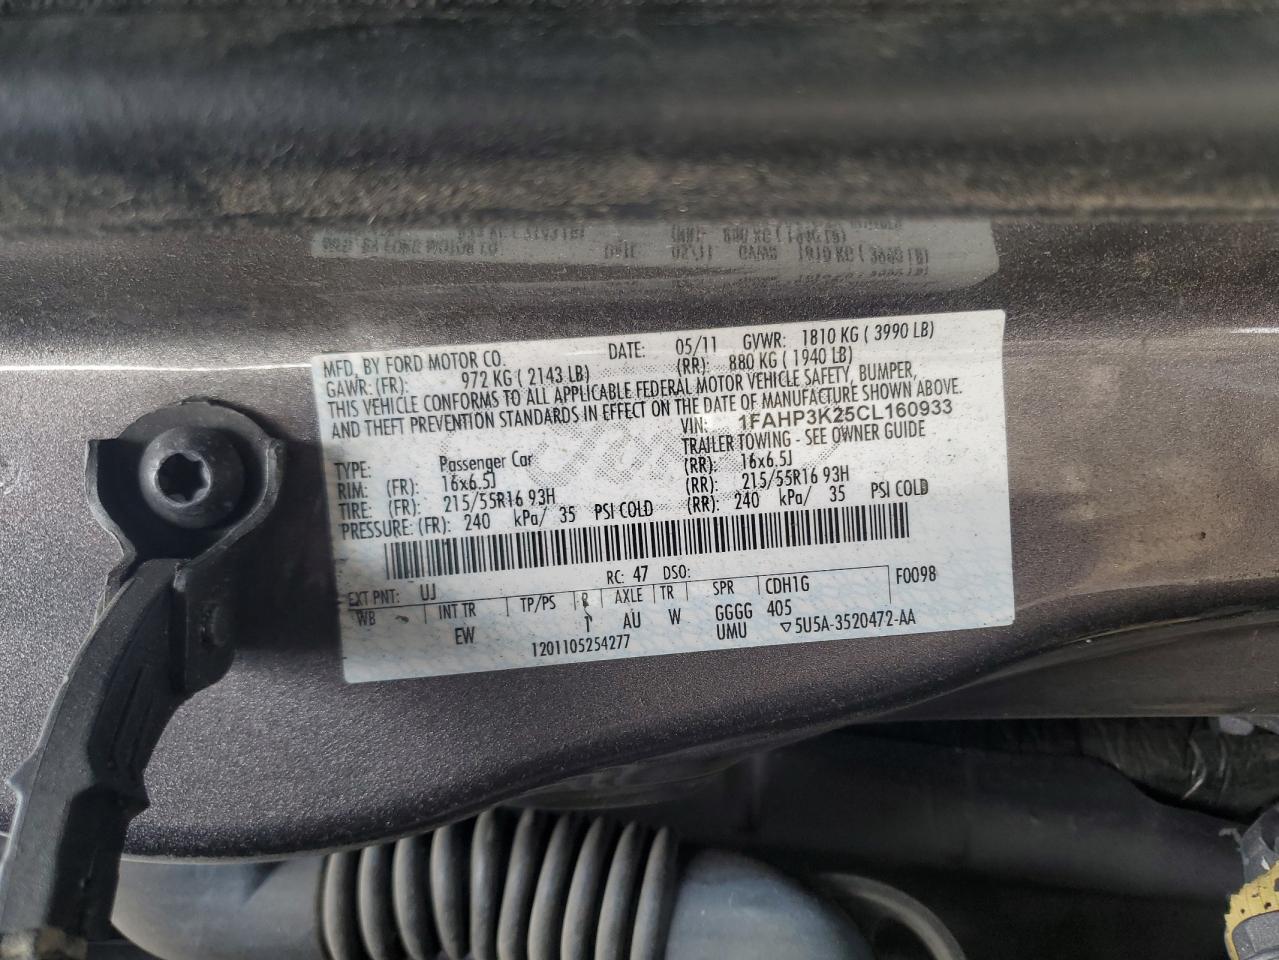 MFD. BY FORD MOTOR CO. DATE: 05/11 GVWR: 1810 KG ( 3990 LB)
GAWR: (FR): 972 KG ( 2143 LB) (RR): 880 KG ( 1940 LB)
THIS VEHICLE CONFORMS TO ALL APPLICABLE FEDERAL MOTOR VEHICLE SAFETY, BUMPER,
AND THEFT PREVENTION STANDARDS IN EFFECT ON THE DATE OF MANUFACTURE SHOWN ABOVE.
VIN: 1FAHP3K25CL160933
TYPE: Passenger Car TRAILER TOWING - SEE OWNER GUIDE
RIM: (FR): 16x6.5J (RR): 16x6.5J
TIRE: (FR): 215/55R16 93H (RR): 215/55R16 93H
PRESSURE: (FR): 240 kPa/ 35 PSI COLD (RR): 240 kPa/ 35 PSI COLD
EXT PNT: UJ RC: 47 DSO: F0098
WB INT TR TP/PS R AXLE TR SPR CDH1G
EW 1 AU W GGGG 405
1201105254277 UMU ▽5U5A-3520472-AA